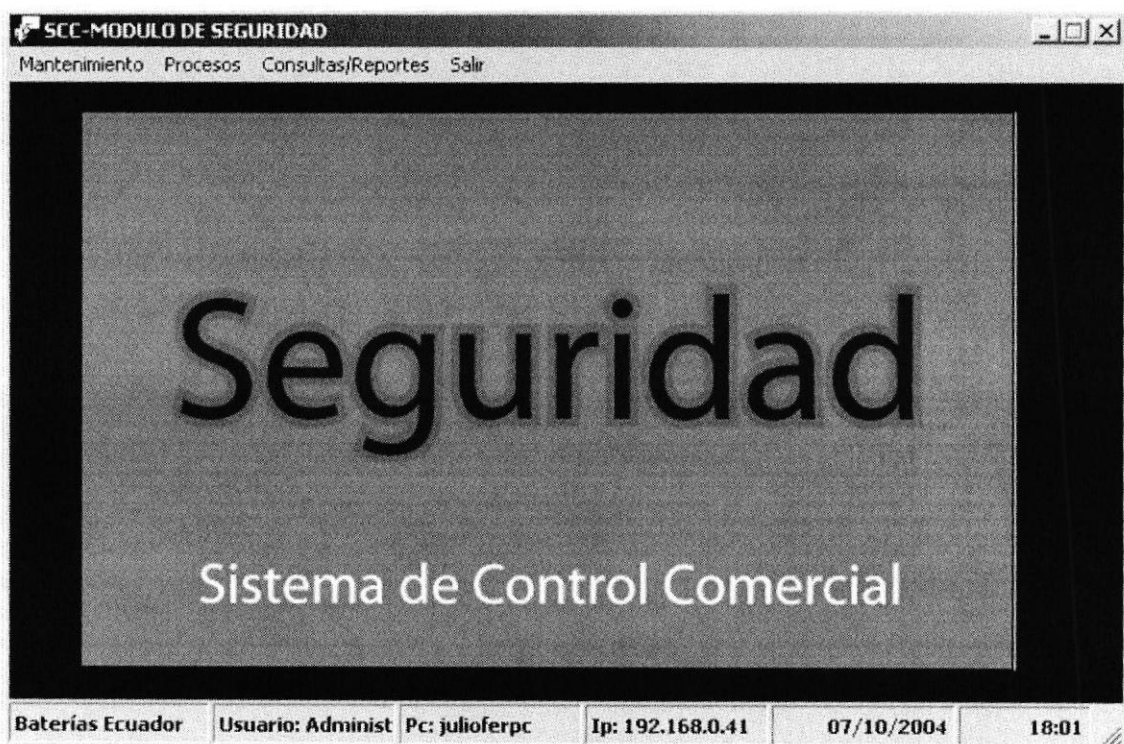 SCC-MODULO DE SEGURIDAD
Mantenimiento Procesos Consultas/Reportes Salir
Seguridad
Sistema de Control Comercial
Baterías Ecuador Usuario: Administ Pc: julioferpc Ip: 192.168.0.41 07/10/2004 18:01